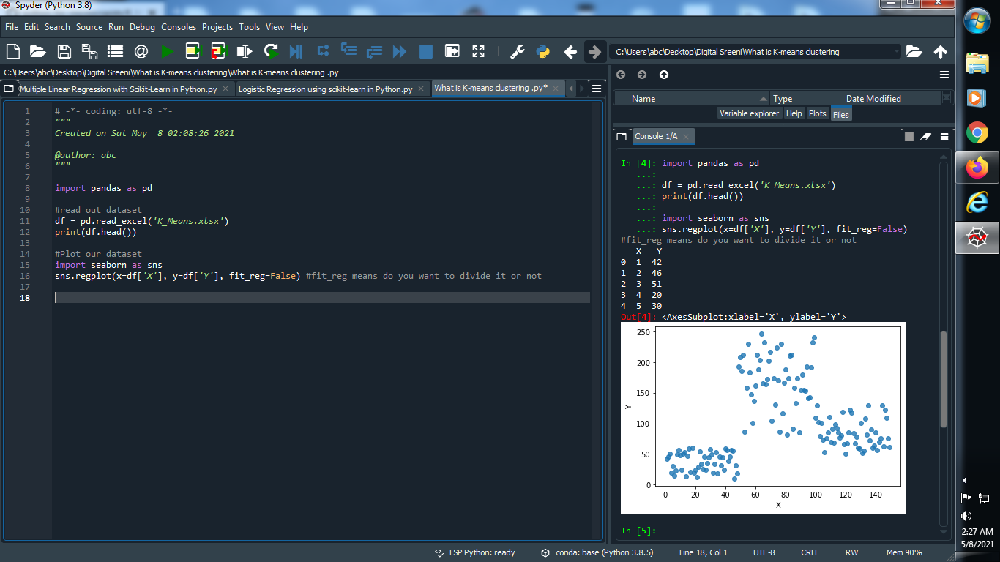 Spyder (Python 3.8)
File Edit Search Source Run Debug Consoles Projects Tools View Help
C:\Users\abc\Desktop\Digital Sreeni\What is K-means clustering
C:\Users\abc\Desktop\Digital Sreeni\What is K-means clustering\What is K-means clustering .py
Multiple Linear Regression with Scikit-Learn in Python.py
Logistic Regression using scikit-learn in Python.py
What is K-means clustering .py*
1 # -*- coding: utf-8 -*-
2 """
3 Created on Sat May  8 02:08:26 2021
4
5 @author: abc
6 """
7
8 import pandas as pd
9
10 #read out dataset
11 df = pd.read_excel('K_Means.xlsx')
12 print(df.head())
13
14 #Plot our dataset
15 import seaborn as sns
16 sns.regplot(x=df['X'], y=df['Y'], fit_reg=False) #fit_reg means do you want to divide it or not
17
18
Name Type Date Modified
Variable explorer Help Plots Files
Console 1/A
In [4]: import pandas as pd
...:
...: df = pd.read_excel('K_Means.xlsx')
...: print(df.head())
...:
...: import seaborn as sns
...: sns.regplot(x=df['X'], y=df['Y'], fit_reg=False)
#fit_reg means do you want to divide it or not
X Y
0 1 42
1 2 46
2 3 51
3 4 20
4 5 30
Out[4]: <AxesSubplot:xlabel='X', ylabel='Y'>
250
200
150
100
50
0
Y
0 20 40 60 80 100 120 140
X
In [5]:
LSP Python: ready conda: base (Python 3.8.5) Line 18, Col 1 UTF-8 CRLF RW Mem 90%
2:27 AM
5/8/2021